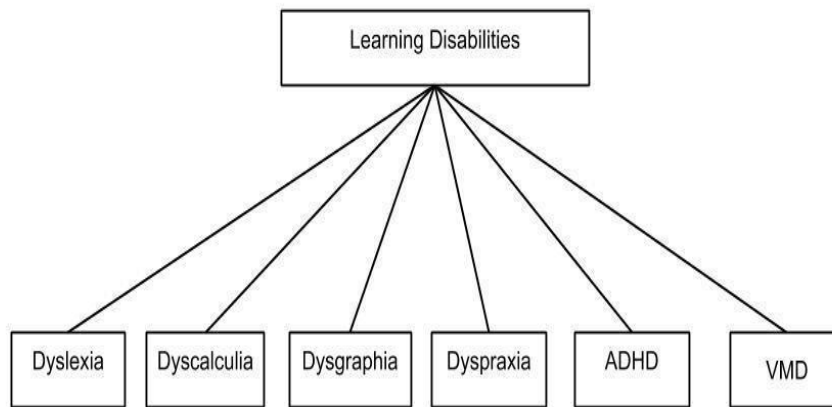 Learning Disabilities
Dyslexia
Dyscalculia
Dysgraphia
Dyspraxia
ADHD
VMD